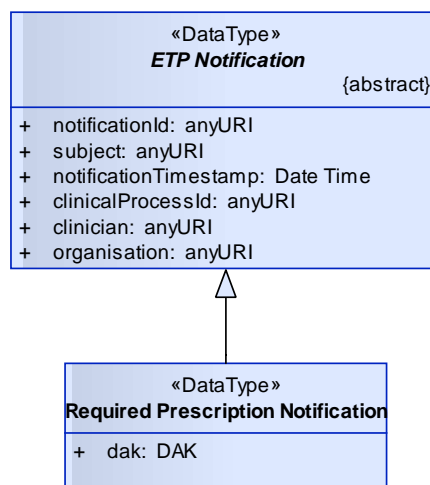 «DataType»
ETP Notification
{abstract}
+ notificationId: anyURI
+ subject: anyURI
+ notificationTimestamp: Date Time
+ clinicalProcessId: anyURI
+ clinician: anyURI
+ organisation: anyURI
«DataType»
Required Prescription Notification
+ dak: DAK